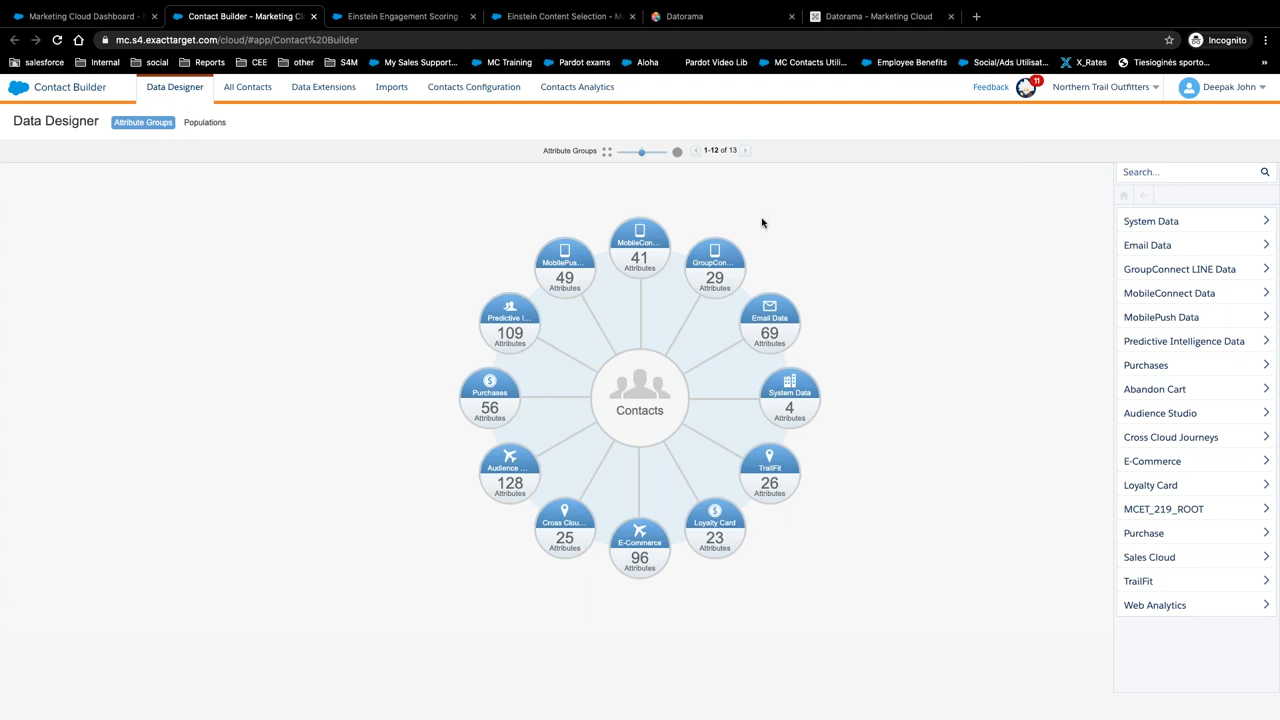 Marketing Cloud Dashboard -
Contact Builder - Marketing Cl
Einstein Engagement Scoring
Einstein Content Selection - M
Datorama
Datorama - Marketing Cloud
mc.s4.exacttarget.com/cloud/#app/Contact%20Builder
Incognito
salesforce
Internal
social
Reports
CEE
other
S4M
My Sales Support...
MC Training
Pardot exams
Aloha
Pardot Video Lib
MC Contacts Utili...
Employee Benefits
Social/Ads Utilisat...
X_Rates
Tiesioginės sporto...
»
Contact Builder
Data Designer
All Contacts
Data Extensions
Imports
Contacts Configuration
Contacts Analytics
Feedback
11
Northern Trail Outfitters
Deepak John
Data Designer
Attribute Groups
Populations
Attribute Groups
1-12 of 13
Search...
MobileCon...
41
Attributes
MobilePus...
49
Attributes
GroupCon...
29
Attributes
Predictive I...
109
Attributes
Email Data
69
Attributes
Purchases
56
Attributes
Contacts
System Data
4
Attributes
Audience ...
128
Attributes
TrailFit
26
Attributes
Cross Clou...
25
Attributes
E-Commerce
96
Attributes
Loyalty Card
23
Attributes
System Data
Email Data
GroupConnect LINE Data
MobileConnect Data
MobilePush Data
Predictive Intelligence Data
Purchases
Abandon Cart
Audience Studio
Cross Cloud Journeys
E-Commerce
Loyalty Card
MCET_219_ROOT
Purchase
Sales Cloud
TrailFit
Web Analytics